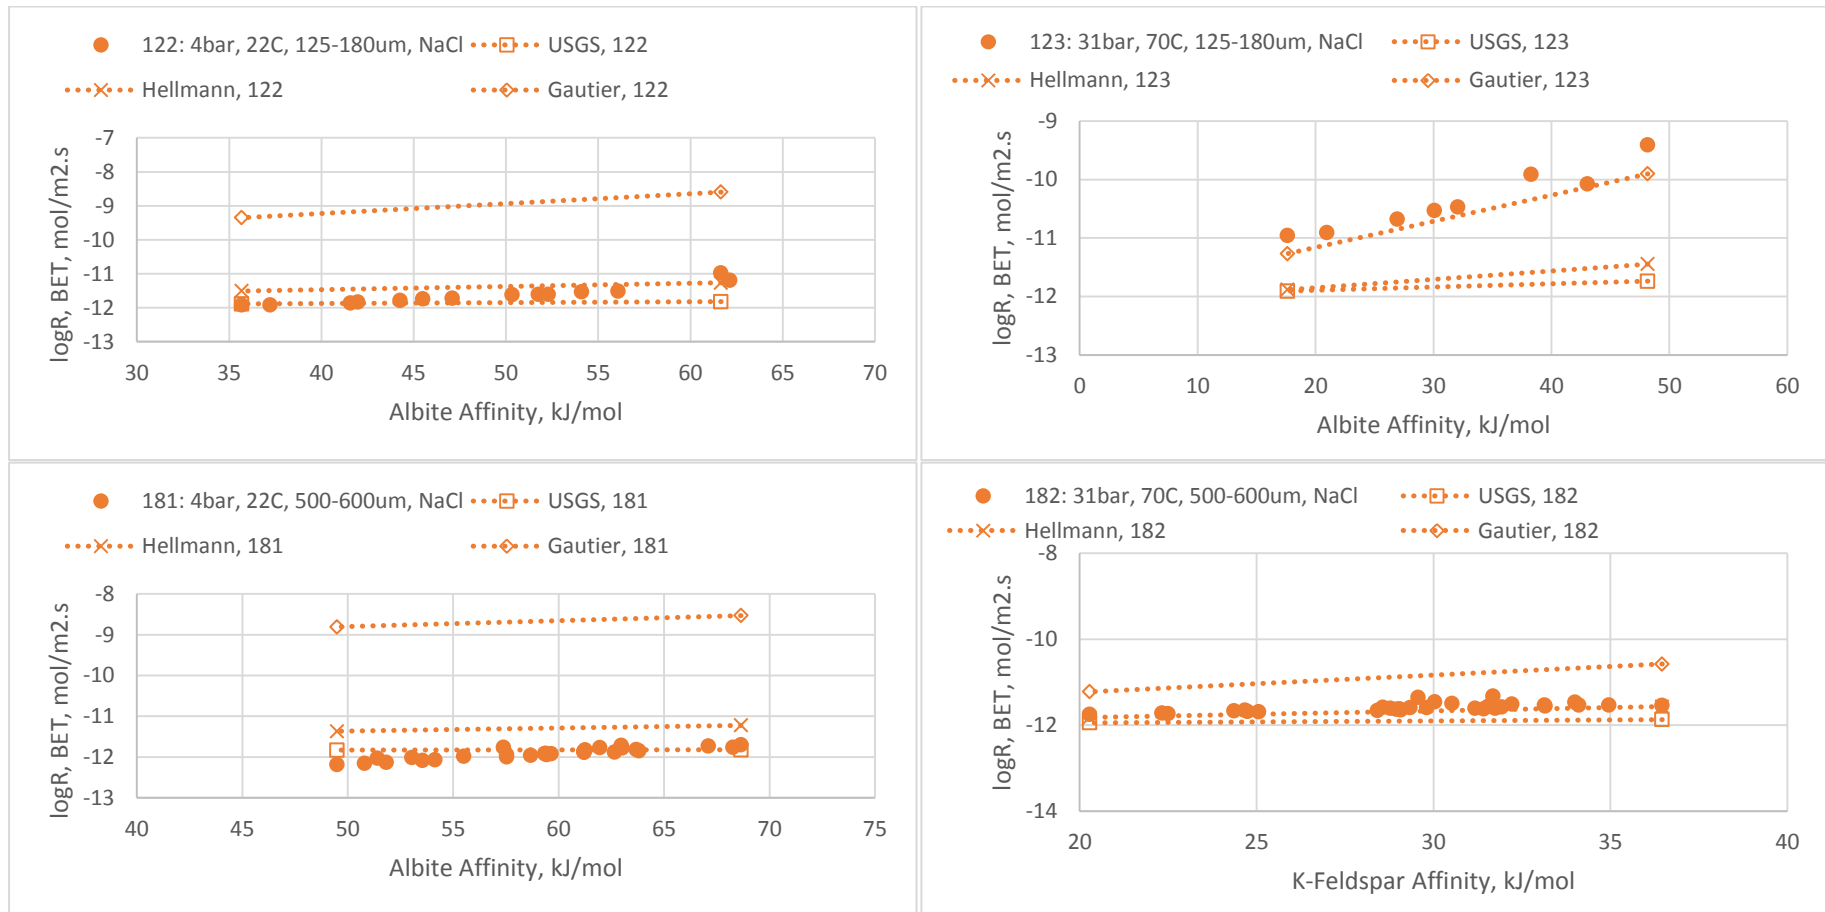 122: 4bar, 22C, 125-180um, NaCl
USGS, 122
Hellmann, 122
Gautier, 122
logR, BET, mol/m2.s
-7
-8
-9
-10
-11
-12
-13
30 35 40 45 50 55 60 65 70
Albite Affinity, kJ/mol
123: 31bar, 70C, 125-180um, NaCl
USGS, 123
Hellmann, 123
Gautier, 123
logR, BET, mol/m2.s
-9
-10
-11
-12
-13
0 10 20 30 40 50 60
Albite Affinity, kJ/mol
181: 4bar, 22C, 500-600um, NaCl
USGS, 181
Hellmann, 181
Gautier, 181
logR, BET, mol/m2.s
-8
-9
-10
-11
-12
-13
40 45 50 55 60 65 70 75
Albite Affinity, kJ/mol
182: 31bar, 70C, 500-600um, NaCl
USGS, 182
Hellmann, 182
Gautier, 182
logR, BET, mol/m2.s
-8
-10
-12
-14
20 25 30 35 40
K-Feldspar Affinity, kJ/mol